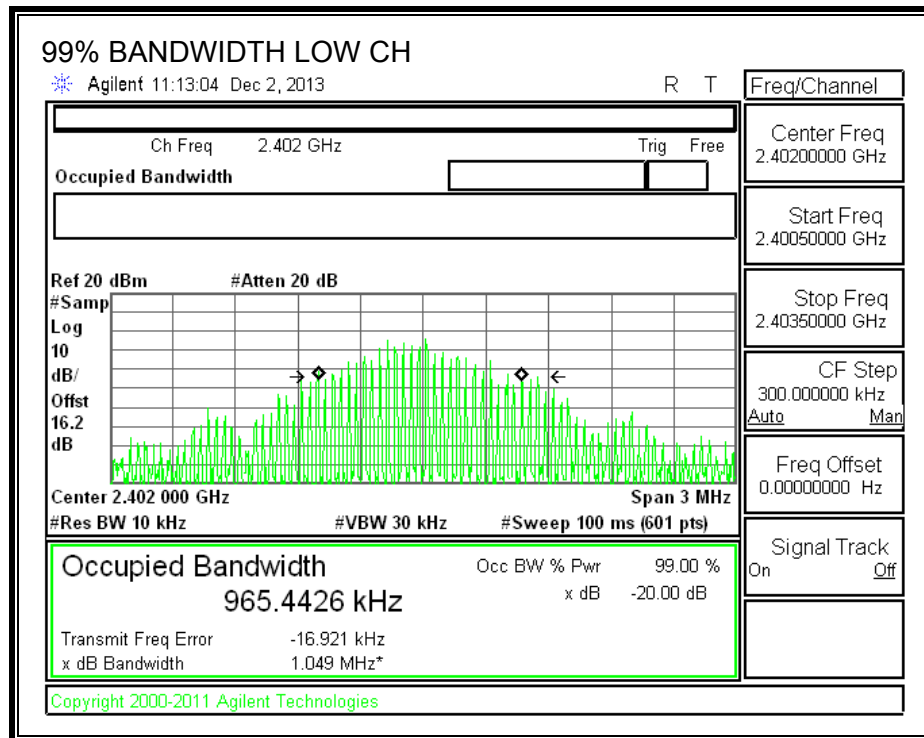 99% BANDWIDTH LOW CH
Agilent 11:13:04 Dec 2, 2013 R T
Freq/Channel
Ch Freq 2.402 GHz Trig Free
Occupied Bandwidth
Center Freq
2.40200000 GHz
Start Freq
2.40050000 GHz
Stop Freq
2.40350000 GHz
CF Step
300.000000 kHz
Auto Man
Freq Offset
0.00000000 Hz
Signal Track
On Off
Ref 20 dBm #Atten 20 dB
#Samp
Log
10
dB/
Offst
16.2
dB
Center 2.402 000 GHz Span 3 MHz
#Res BW 10 kHz #VBW 30 kHz #Sweep 100 ms (601 pts)
Occupied Bandwidth Occ BW % Pwr 99.00 %
965.4426 kHz x dB -20.00 dB
Transmit Freq Error -16.921 kHz
x dB Bandwidth 1.049 MHz*
Copyright 2000-2011 Agilent Technologies